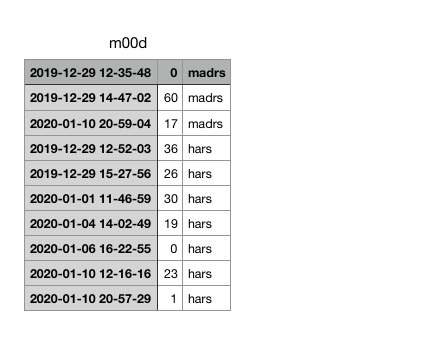 m00d
2019-12-29 12-35-48 0 madrs
2019-12-29 14-47-02 60 madrs
2020-01-10 20-59-04 17 madrs
2019-12-29 12-52-03 36 hars
2019-12-29 15-27-56 26 hars
2020-01-01 11-46-59 30 hars
2020-01-04 14-02-49 19 hars
2020-01-06 16-22-55 0 hars
2020-01-10 12-16-16 23 hars
2020-01-10 20-57-29 1 hars